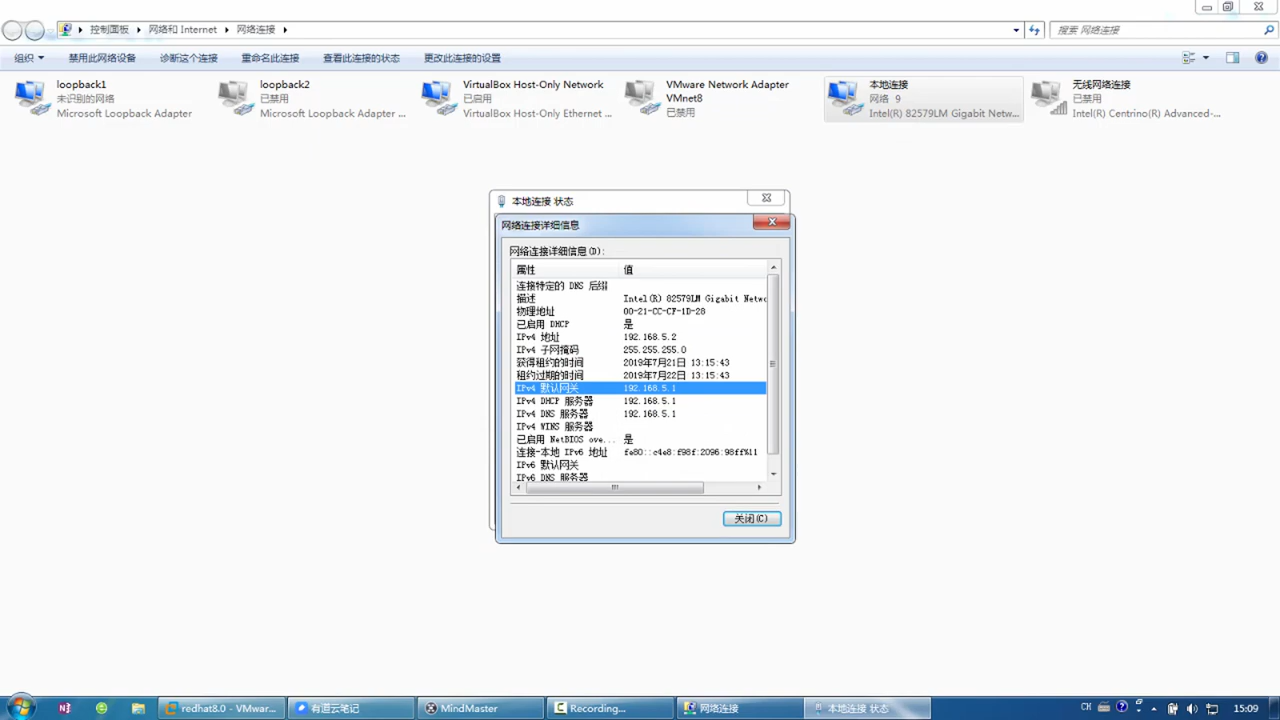 控制面板 网络和 Internet 网络连接
搜索 网络连接
组织 禁用此网络设备 诊断这个连接 重命名此连接 查看此连接的状态 更改此连接的设置
loopback1
未识别的网络
Microsoft Loopback Adapter
loopback2
已禁用
Microsoft Loopback Adapter ...
VirtualBox Host-Only Network
已启用
VirtualBox Host-Only Ethernet ...
VMware Network Adapter
VMnet8
已禁用
本地连接
网络 9
Intel(R) 82579LM Gigabit Netw...
无线网络连接
已禁用
Intel(R) Centrino(R) Advanced-...
本地连接 状态
网络连接详细信息
网络连接详细信息(D):
属性 值
连接特定的 DNS 后缀
描述 Intel(R) 82579LM Gigabit Netwo
物理地址 00-21-CC-CF-1D-28
已启用 DHCP 是
IPv4 地址 192.168.5.2
IPv4 子网掩码 255.255.255.0
获得租约的时间 2019年7月21日 13:15:43
租约过期的时间 2019年7月22日 13:15:43
IPv4 默认网关 192.168.5.1
IPv4 DHCP 服务器 192.168.5.1
IPv4 DNS 服务器 192.168.5.1
IPv4 WINS 服务器
已启用 NetBIOS ove... 是
连接-本地 IPv6 地址 fe80::c4e8:f98f:2096:98ff%11
IPv6 默认网关
IPv6 DNS 服务器
关闭(C)
redhat8.0 - VMwar... 有道云笔记 MindMaster Recording... 网络连接 本地连接 状态
CH 15:09